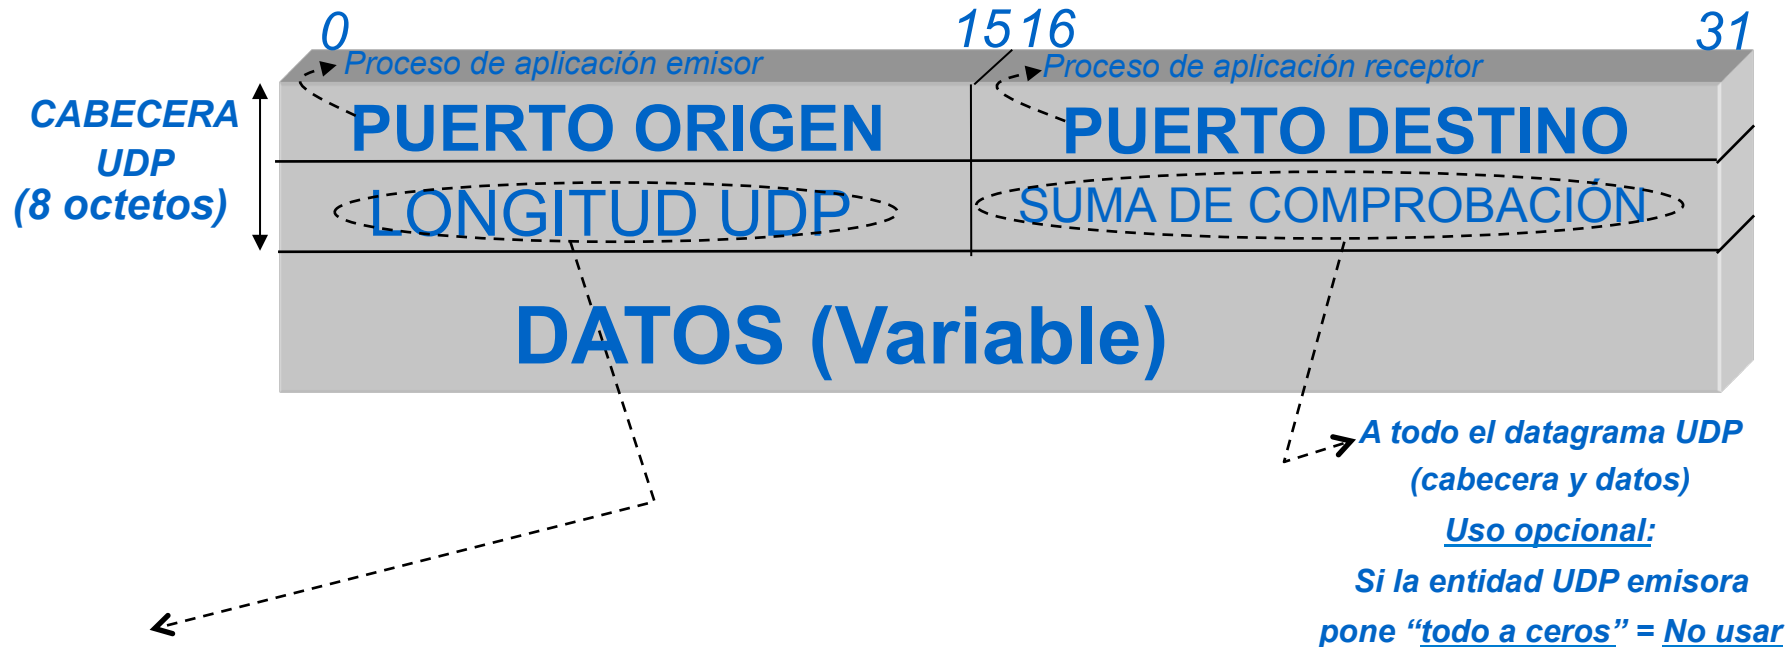 0 15 16 31
Proceso de aplicación emisor
Proceso de aplicación receptor
CABECERA
UDP
(8 octetos)
PUERTO ORIGEN
PUERTO DESTINO
LONGITUD UDP
SUMA DE COMPROBACIÓN
DATOS (Variable)
A todo el datagrama UDP
(cabecera y datos)
Uso opcional:
Si la entidad UDP emisora
pone “todo a ceros” = No usar